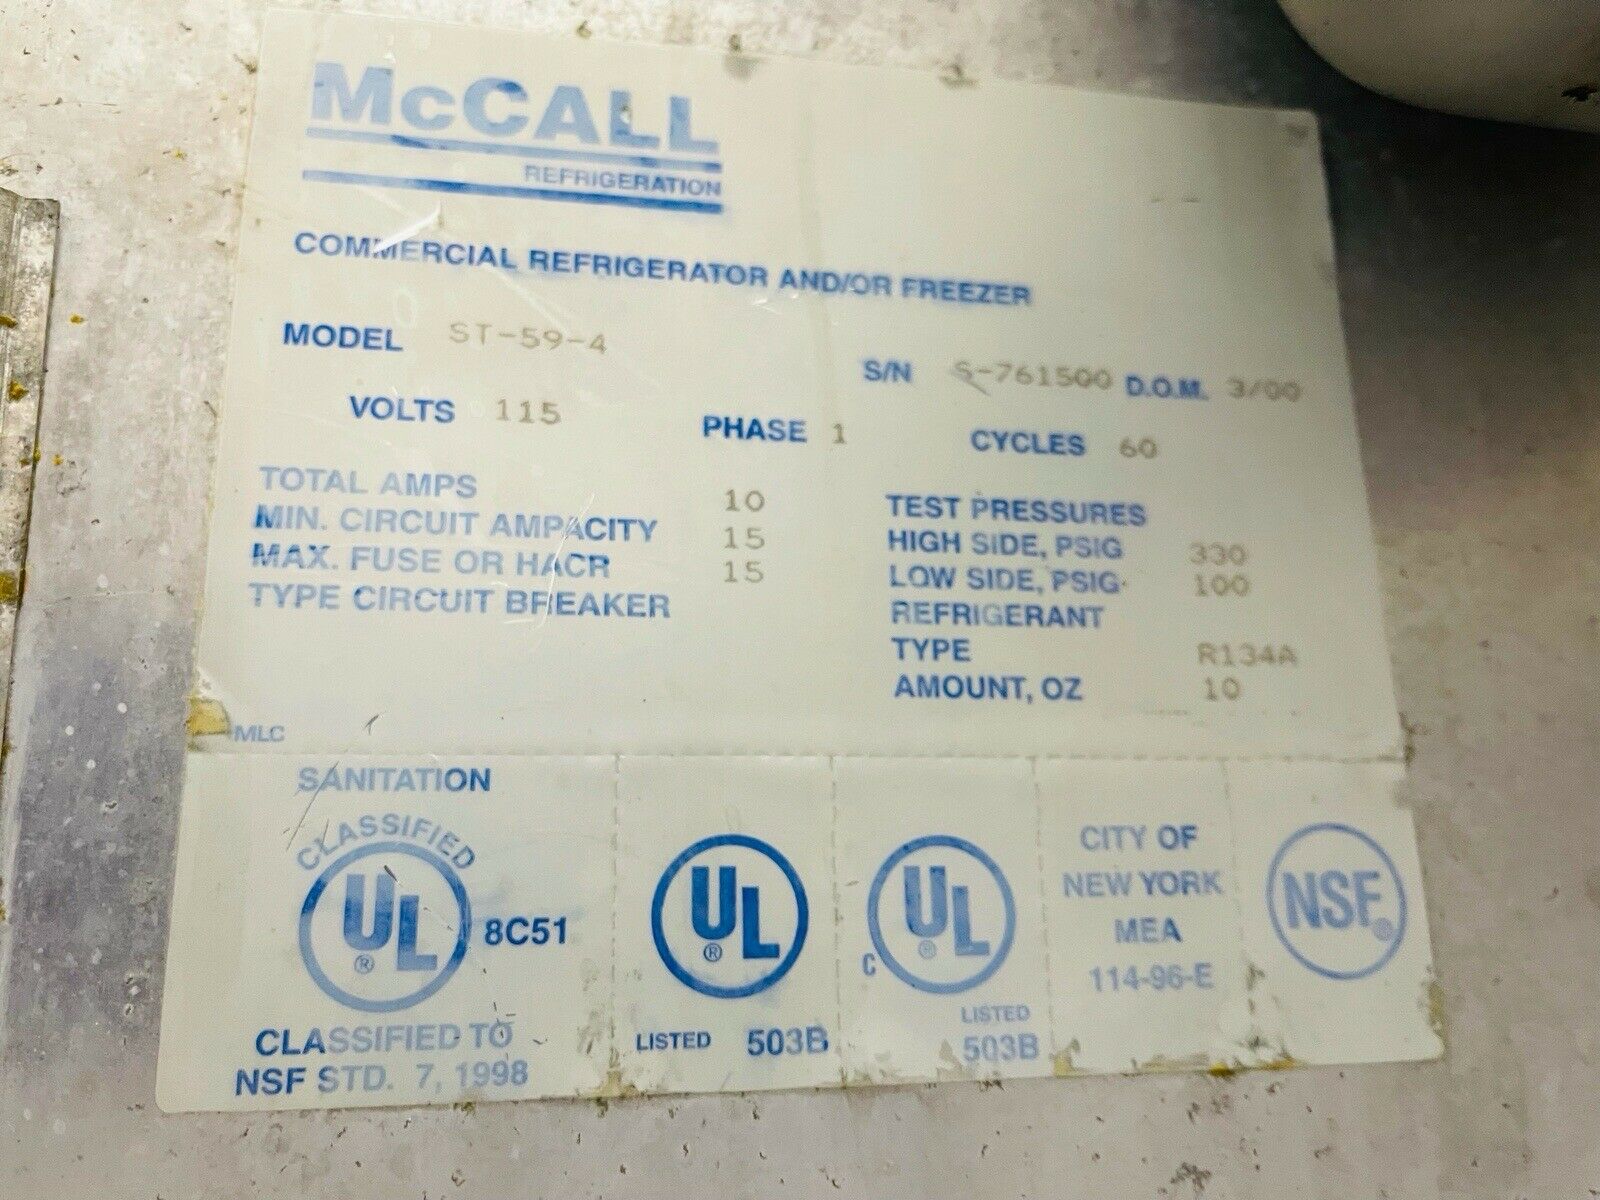 McCALL
REFRIGERATION
COMMERCIAL REFRIGERATOR AND/OR FREEZER
MODEL ST-59-4
S/N S-761500 D.O.M. 3/00
VOLTS 115 PHASE 1 CYCLES 60
TOTAL AMPS 10
MIN. CIRCUIT AMPACITY 15
MAX. FUSE OR HACR 15
TYPE CIRCUIT BREAKER
TEST PRESSURES
HIGH SIDE, PSIG 330
LOW SIDE, PSIG 100
REFRIGERANT
TYPE R134A
AMOUNT, OZ 10
MLC
SANITATION
CLASSIFIED
UL ® 8C51
CLASSIFIED TO
NSF STD. 7, 1998
UL ®
LISTED 503B
C UL ®
LISTED
503B
CITY OF
NEW YORK
MEA
114-96-E
NSF ®